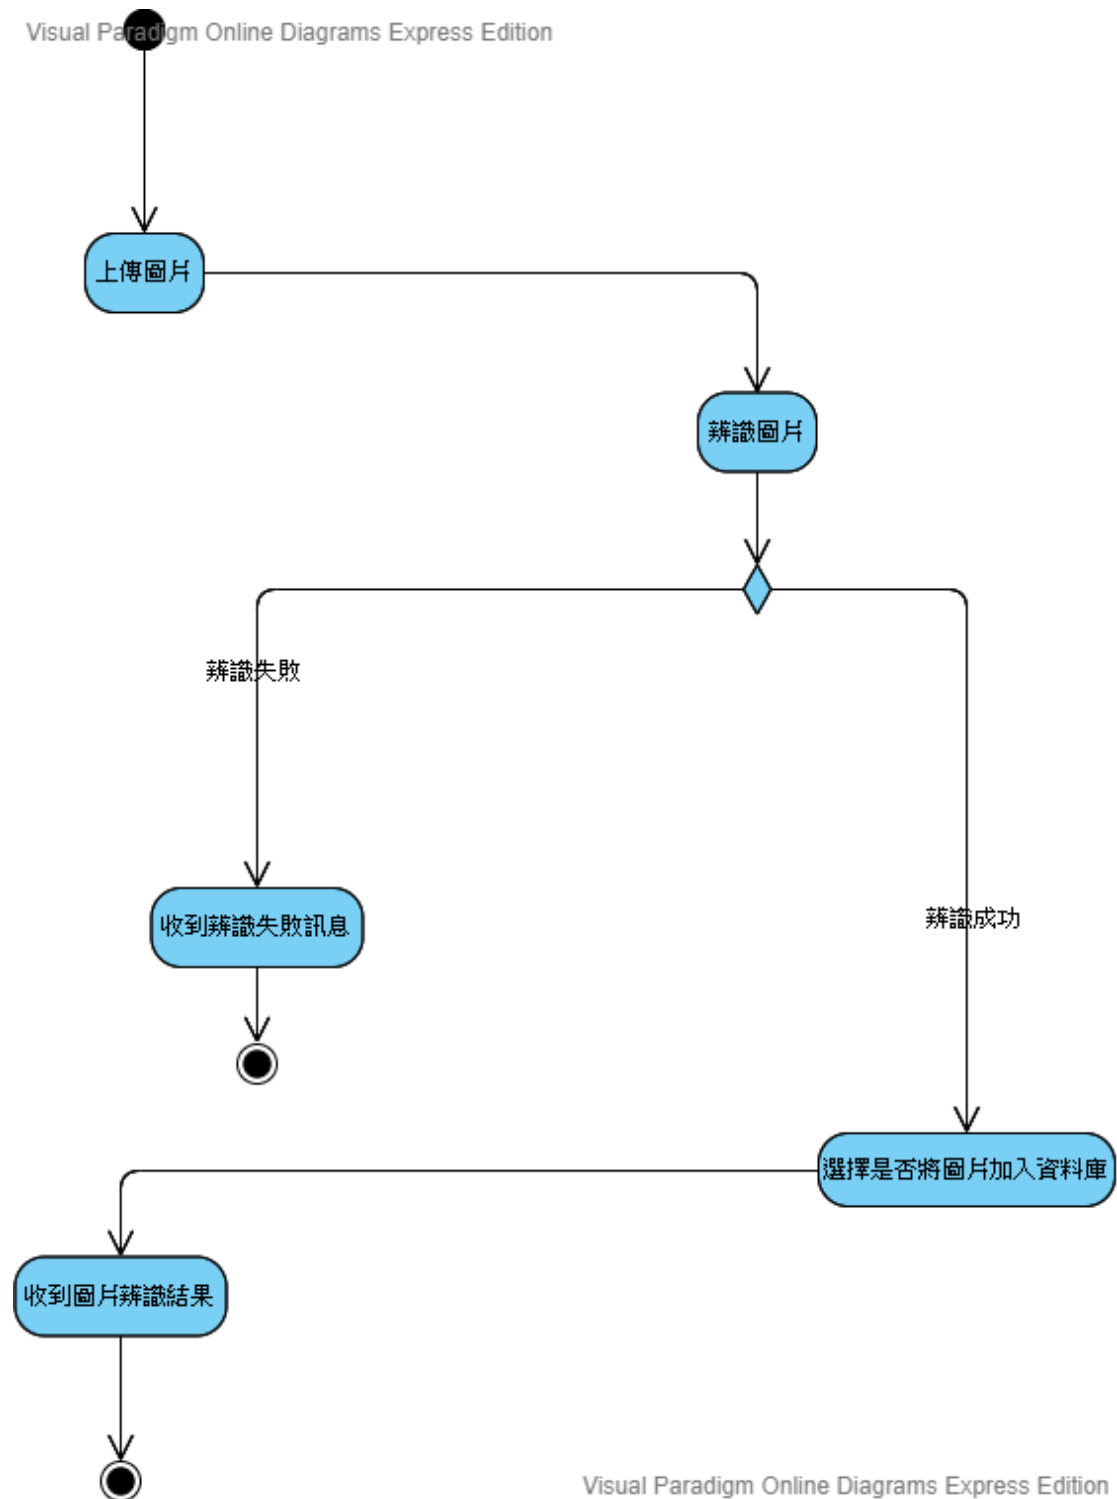 Visual Paradigm Online Diagrams Express Edition
上傳圖片
辨識圖片
辨識失敗
收到辨識失敗訊息
辨識成功
選擇是否將圖片加入資料庫
收到圖片辨識結果
Visual Paradigm Online Diagrams Express Edition